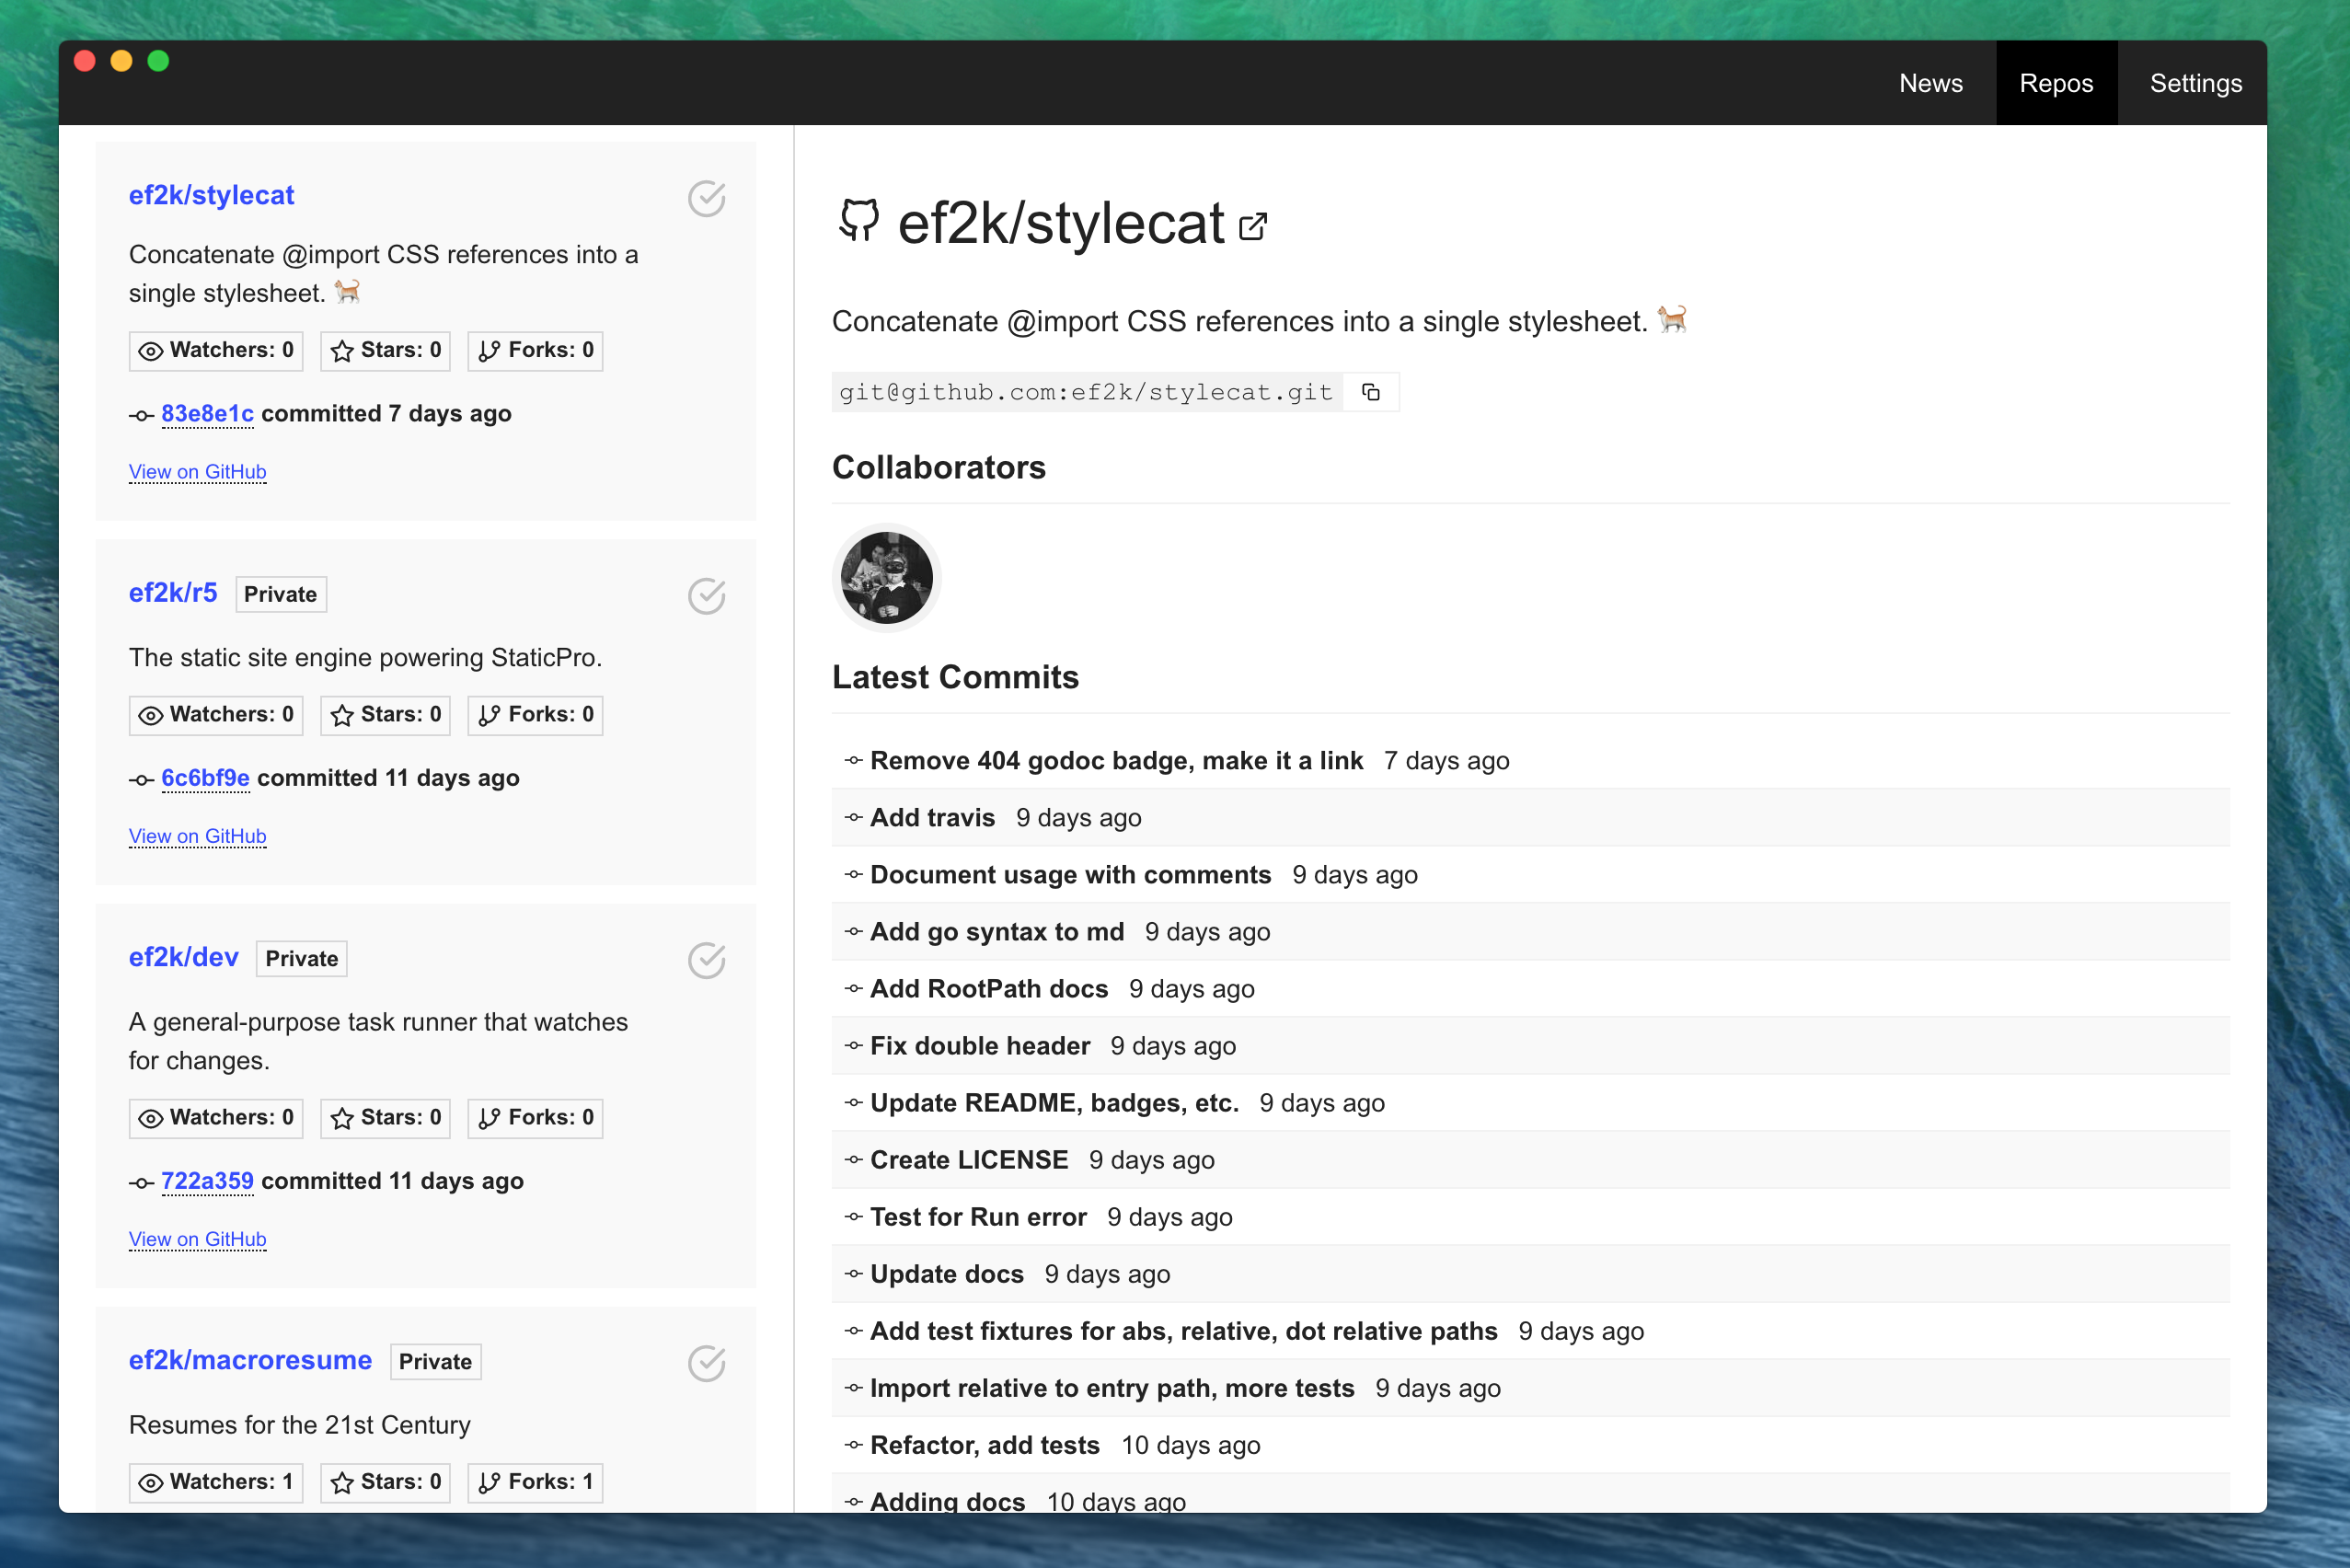 News Repos Settings
ef2k/stylecat
Concatenate @import CSS references into a
single stylesheet. 🐈
Watchers: 0 Stars: 0 Forks: 0
83e8e1c committed 7 days ago
View on GitHub
ef2k/r5 Private
The static site engine powering StaticPro.
Watchers: 0 Stars: 0 Forks: 0
6c6bf9e committed 11 days ago
View on GitHub
ef2k/dev Private
A general-purpose task runner that watches
for changes.
Watchers: 0 Stars: 0 Forks: 0
722a359 committed 11 days ago
View on GitHub
ef2k/macroresume Private
Resumes for the 21st Century
Watchers: 1 Stars: 0 Forks: 1
ef2k/stylecat
Concatenate @import CSS references into a single stylesheet. 🐈
git@github.com:ef2k/stylecat.git
Collaborators
Latest Commits
Remove 404 godoc badge, make it a link 7 days ago
Add travis 9 days ago
Document usage with comments 9 days ago
Add go syntax to md 9 days ago
Add RootPath docs 9 days ago
Fix double header 9 days ago
Update README, badges, etc. 9 days ago
Create LICENSE 9 days ago
Test for Run error 9 days ago
Update docs 9 days ago
Add test fixtures for abs, relative, dot relative paths 9 days ago
Import relative to entry path, more tests 9 days ago
Refactor, add tests 10 days ago
Adding docs 10 days ago